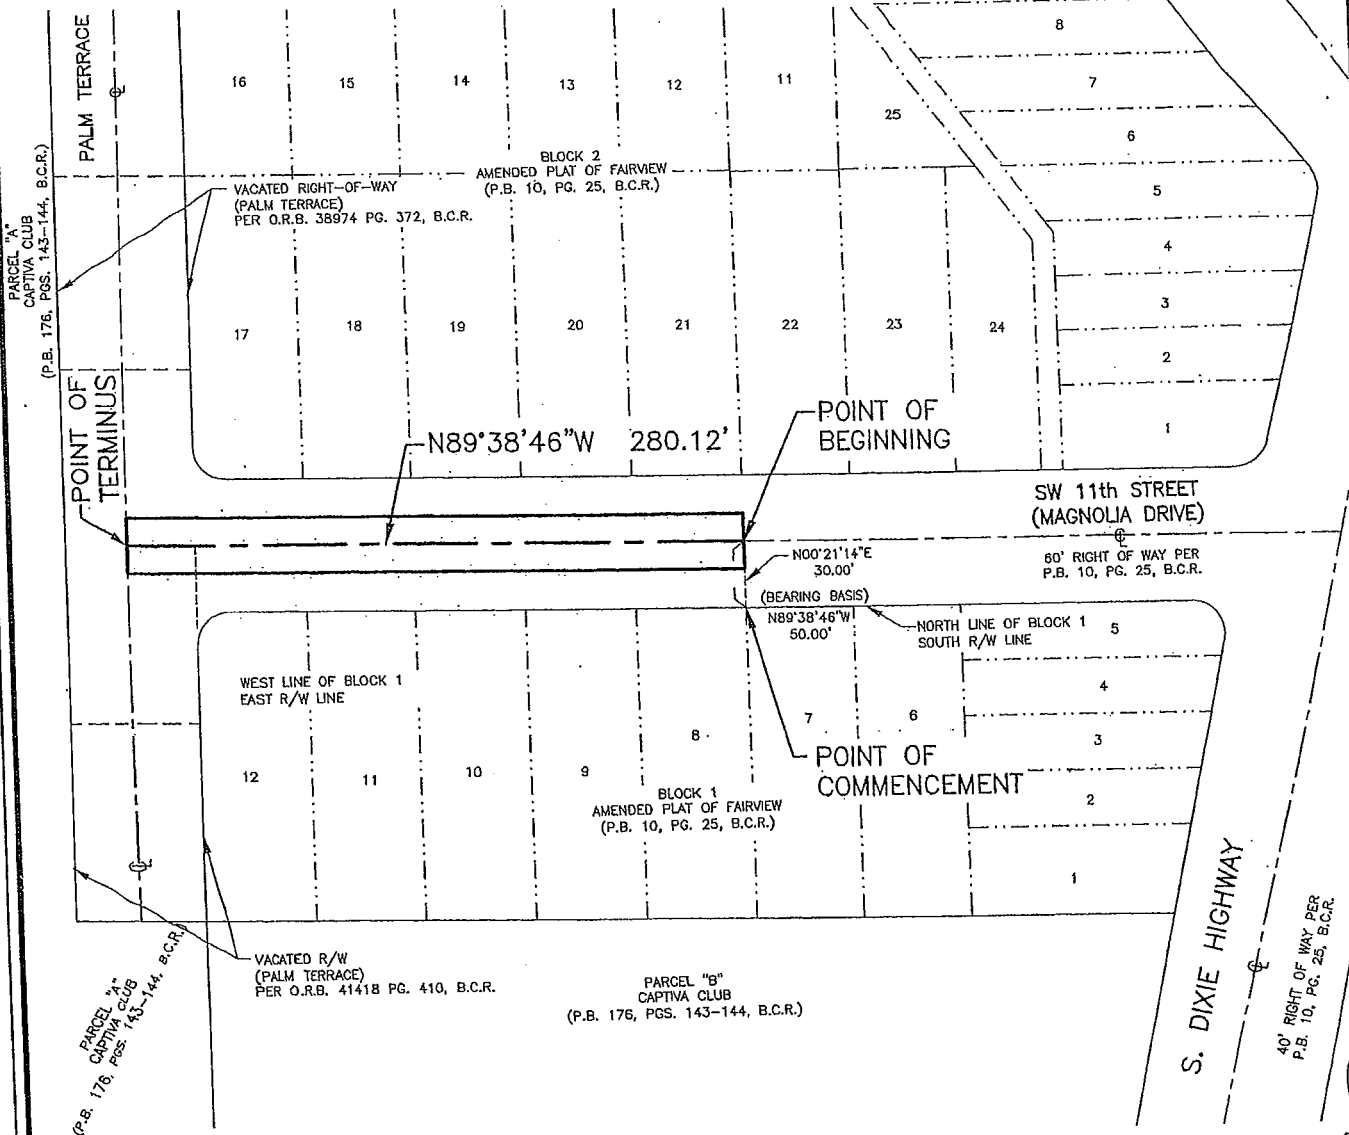 PALM TERRACE
℄
16
15
14
13
12
11
25
8
7
6
5
4
3
2
1
BLOCK 2
AMENDED PLAT OF FAIRVIEW
(P.B. 10, PG. 25, B.C.R.)
VACATED RIGHT-OF-WAY
(PALM TERRACE)
PER O.R.B. 38974 PG. 372, B.C.R.
PARCEL "A"
CAPTIVA CLUB
(P.B. 176, PGS. 143-144, B.C.R.)
17
18
19
20
21
22
23
24
POINT OF
TERMINUS
N89°38'46"W 280.12'
POINT OF
BEGINNING
SW 11th STREET
(MAGNOLIA DRIVE)
℄
60' RIGHT OF WAY PER
P.B. 10, PG. 25, B.C.R.
N00°21'14"E
30.00'
(BEARING BASIS)
N89°38'46"W
50.00'
NORTH LINE OF BLOCK 1
SOUTH R/W LINE
WEST LINE OF BLOCK 1
EAST R/W LINE
12
11
10
9
8
7
6
5
4
3
2
1
POINT OF
COMMENCEMENT
BLOCK 1
AMENDED PLAT OF FAIRVIEW
(P.B. 10, PG. 25, B.C.R.)
℄
VACATED R/W
(PALM TERRACE)
PER O.R.B. 41418 PG. 410, B.C.R.
PARCEL "A"
CAPTIVA CLUB
(P.B. 176, PGS. 143-144, B.C.R.)
PARCEL "B"
CAPTIVA CLUB
(P.B. 176, PGS. 143-144, B.C.R.)
S. DIXIE HIGHWAY
℄
40' RIGHT OF WAY PER
P.B. 10, PG. 25, B.C.R.